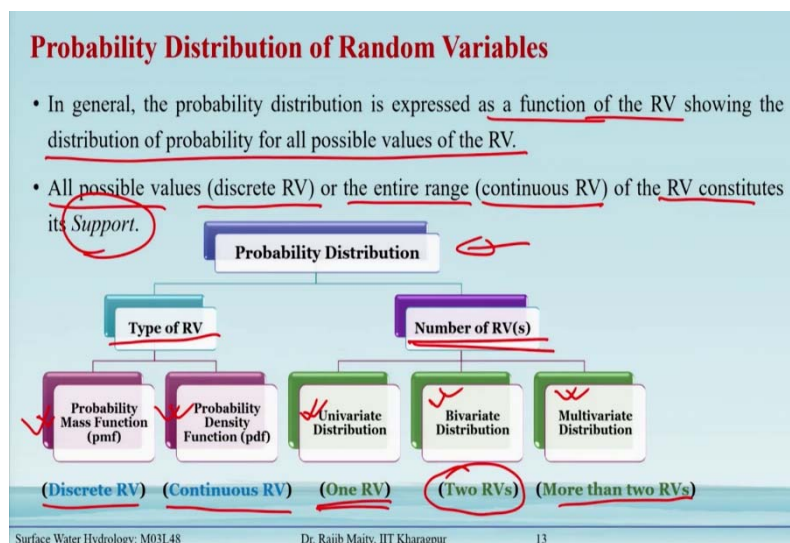 Probability Distribution of Random Variables
• In general, the probability distribution is expressed as a function of the RV showing the
distribution of probability for all possible values of the RV.
• All possible values (discrete RV) or the entire range (continuous RV) of the RV constitutes
its Support.
Probability Distribution
Type of RV
Number of RV(s)
Probability
Mass Function
(pmf)
Probability
Density
Function (pdf)
Univariate
Distribution
Bivariate
Distribution
Multivariate
Distribution
(Discrete RV) (Continuous RV) (One RV) (Two RVs) (More than two RVs)
Surface Water Hydrology: M03L48 Dr. Rajib Maity, IIT Kharagpur 13